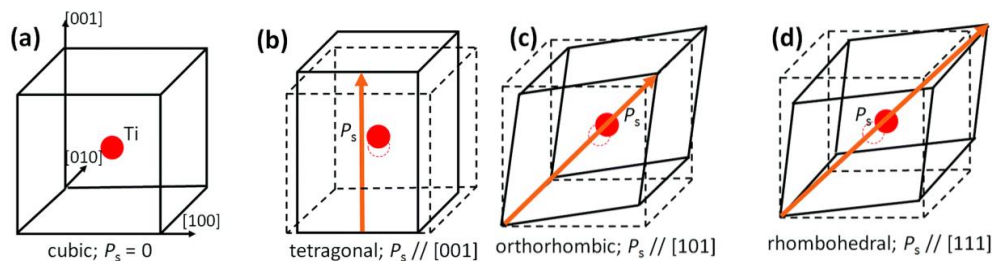 (a)
[001]
Ti
[010]
[100]
cubic; Ps = 0
(b)
Ps
tetragonal; Ps // [001]
(c)
Ps
orthorhombic; Ps // [101]
(d)
Ps
rhombohedral; Ps // [111]